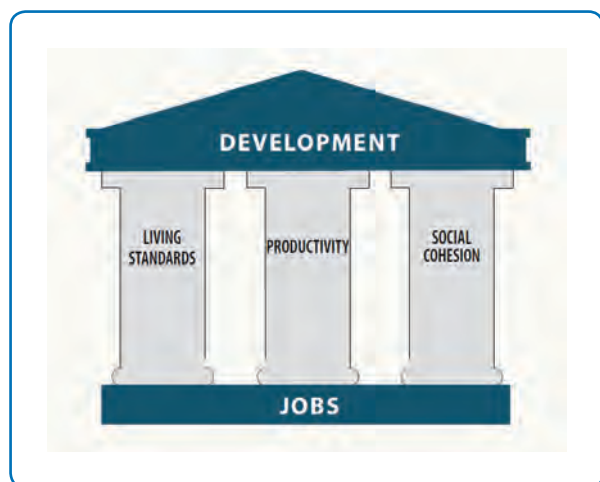 DEVELOPMENT
LIVING
STANDARDS
PRODUCTIVITY
SOCIAL
COHESION
JOBS